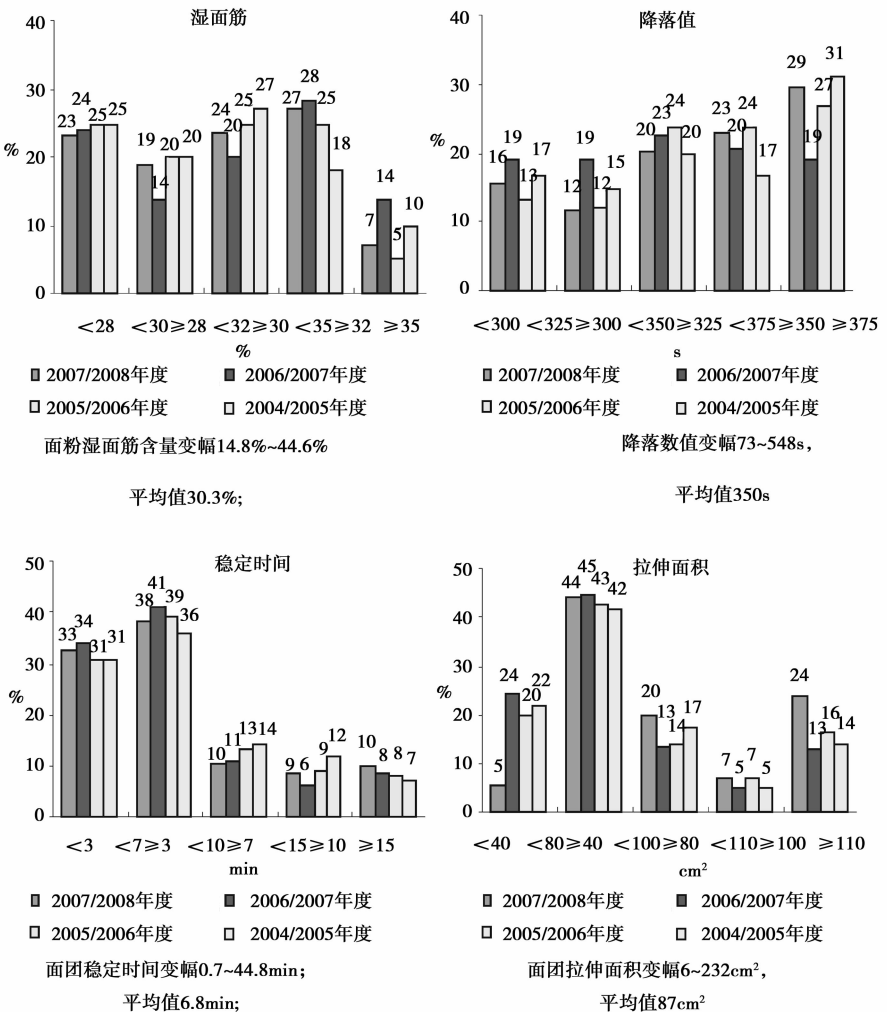 湿面筋
40
30
20
10
0
%
23 24 25 25
19 14 20 20
24 20 25 27
27 28 25 18
7 14 5 10
<28 <30≥28 <32≥30 <35≥32 ≥35
%
2007/2008年度 2006/2007年度
2005/2006年度 2004/2005年度
面粉湿面筋含量变幅14.8%~44.6%
平均值30.3%;
降落值
40
30
20
10
0
%
16 19 13 17
12 19 12 15
20 23 24 20
23 20 24 17
29 19 27 31
<300 <325≥300 <350≥325 <375≥350 ≥375
s
2007/2008年度 2006/2007年度
2005/2006年度 2004/2005年度
降落数值变幅73~548s，
平均值350s
稳定时间
50
40
30
20
10
0
%
33 34 31 31
38 41 39 36
10 11 13 14
9 6 9 12
10 8 8 7
<3 <7≥3 <10≥7 <15≥10 ≥15
min
2007/2008年度 2006/2007年度
2005/2006年度 2004/2005年度
面团稳定时间变幅0.7~44.8min；
平均值6.8min;
拉伸面积
50
40
30
20
10
0
%
5 24 20 22
44 45 43 42
20 13 14 17
7 5 7 5
24 13 16 14
<40 <80≥40 <100≥80 <110≥100 ≥110
cm²
2007/2008年度 2006/2007年度
2005/2006年度 2004/2005年度
面团拉伸面积变幅6~232cm²，
平均值87cm²